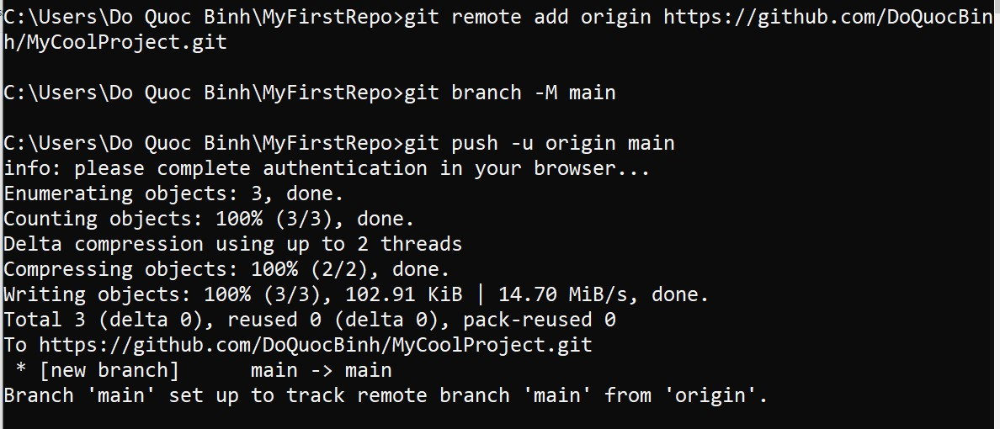 C:\Users\Do Quoc Binh\MyFirstRepo>git remote add origin https://github.com/DoQuocBin
h/MyCoolProject.git
C:\Users\Do Quoc Binh\MyFirstRepo>git branch -M main
C:\Users\Do Quoc Binh\MyFirstRepo>git push -u origin main
info: please complete authentication in your browser...
Enumerating objects: 3, done.
Counting objects: 100% (3/3), done.
Delta compression using up to 2 threads
Compressing objects: 100% (2/2), done.
Writing objects: 100% (3/3), 102.91 KiB | 14.70 MiB/s, done.
Total 3 (delta 0), reused 0 (delta 0), pack-reused 0
To https://github.com/DoQuocBinh/MyCoolProject.git
 * [new branch]      main -> main
Branch 'main' set up to track remote branch 'main' from 'origin'.